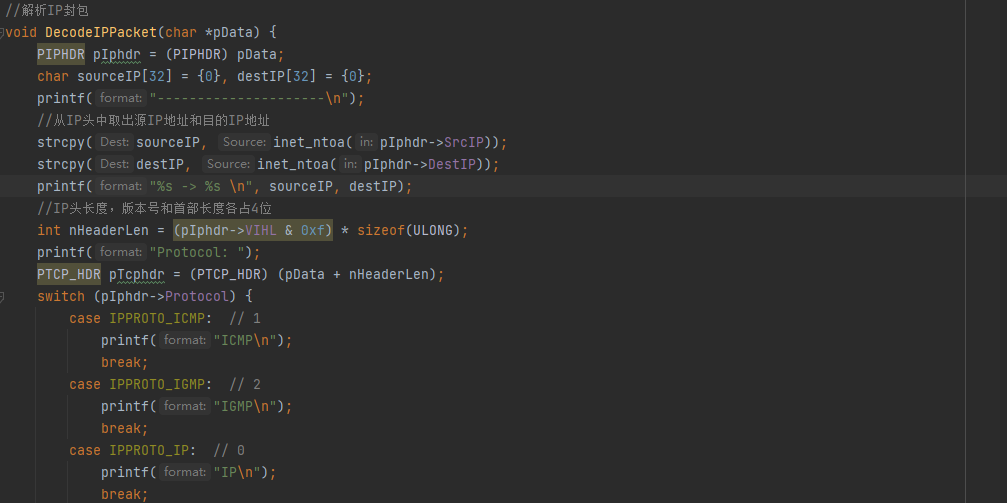 //解析IP封包
void DecodeIPPacket(char *pData) {
PIPHDR pIphdr = (PIPHDR) pData;
char sourceIP[32] = {0}, destIP[32] = {0};
printf( format: "---------------------\n");
//从IP头中取出源IP地址和目的IP地址
strcpy( Dest: sourceIP, Source: inet_ntoa( in: pIphdr->SrcIP));
strcpy( Dest: destIP, Source: inet_ntoa( in: pIphdr->DestIP));
printf( format: "%s -> %s \n", sourceIP, destIP);
//IP头长度，版本号和首部长度各占4位
int nHeaderLen = (pIphdr->VIHL & 0xf) * sizeof(ULONG);
printf( format: "Protocol: ");
PTCP_HDR pTcphdr = (PTCP_HDR) (pData + nHeaderLen);
switch (pIphdr->Protocol) {
case IPPROTO_ICMP: // 1
printf( format: "ICMP\n");
break;
case IPPROTO_IGMP: // 2
printf( format: "IGMP\n");
break;
case IPPROTO_IP: // 0
printf( format: "IP\n");
break;